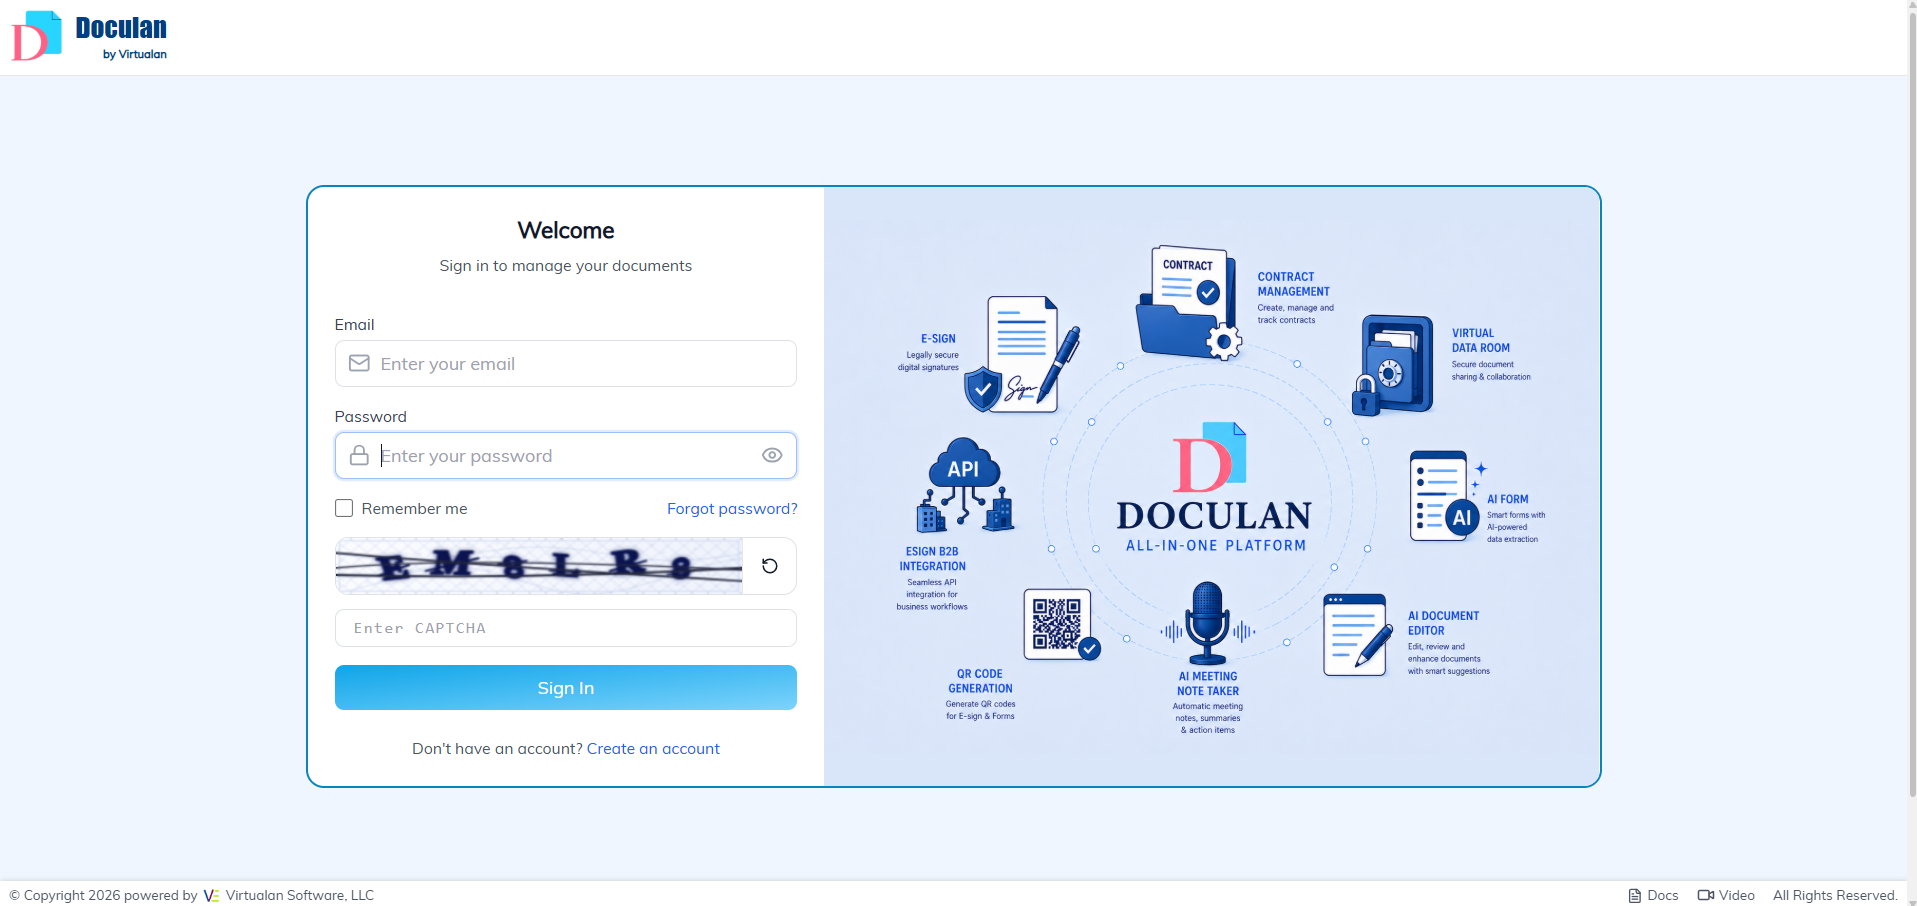 Doculan
by Virtualan
Welcome
Sign in to manage your documents
Email
Enter your email
Password
Enter your password
Remember me
Forgot password?
EM8LR8
Enter CAPTCHA
Sign In
Don't have an account? Create an account
CONTRACT
CONTRACT
MANAGEMENT
Create, manage and
track contracts
E-SIGN
Legally secure
digital signatures
Sign
VIRTUAL
DATA ROOM
Secure document
sharing & collaboration
API
ESIGN B2B
INTEGRATION
Seamless API
integration for
business workflows
D
DOCULAN
ALL-IN-ONE PLATFORM
AI
AI FORM
Smart forms with
AI-powered
data extraction
QR CODE
GENERATION
Generate QR codes
for E-sign & Forms
AI MEETING
NOTE TAKER
Automatic meeting
notes, summaries
& action items
AI DOCUMENT
EDITOR
Edit, review and
enhance documents
with smart suggestions
© Copyright 2026 powered by VE Virtualan Software, LLC
Docs
Video
All Rights Reserved.